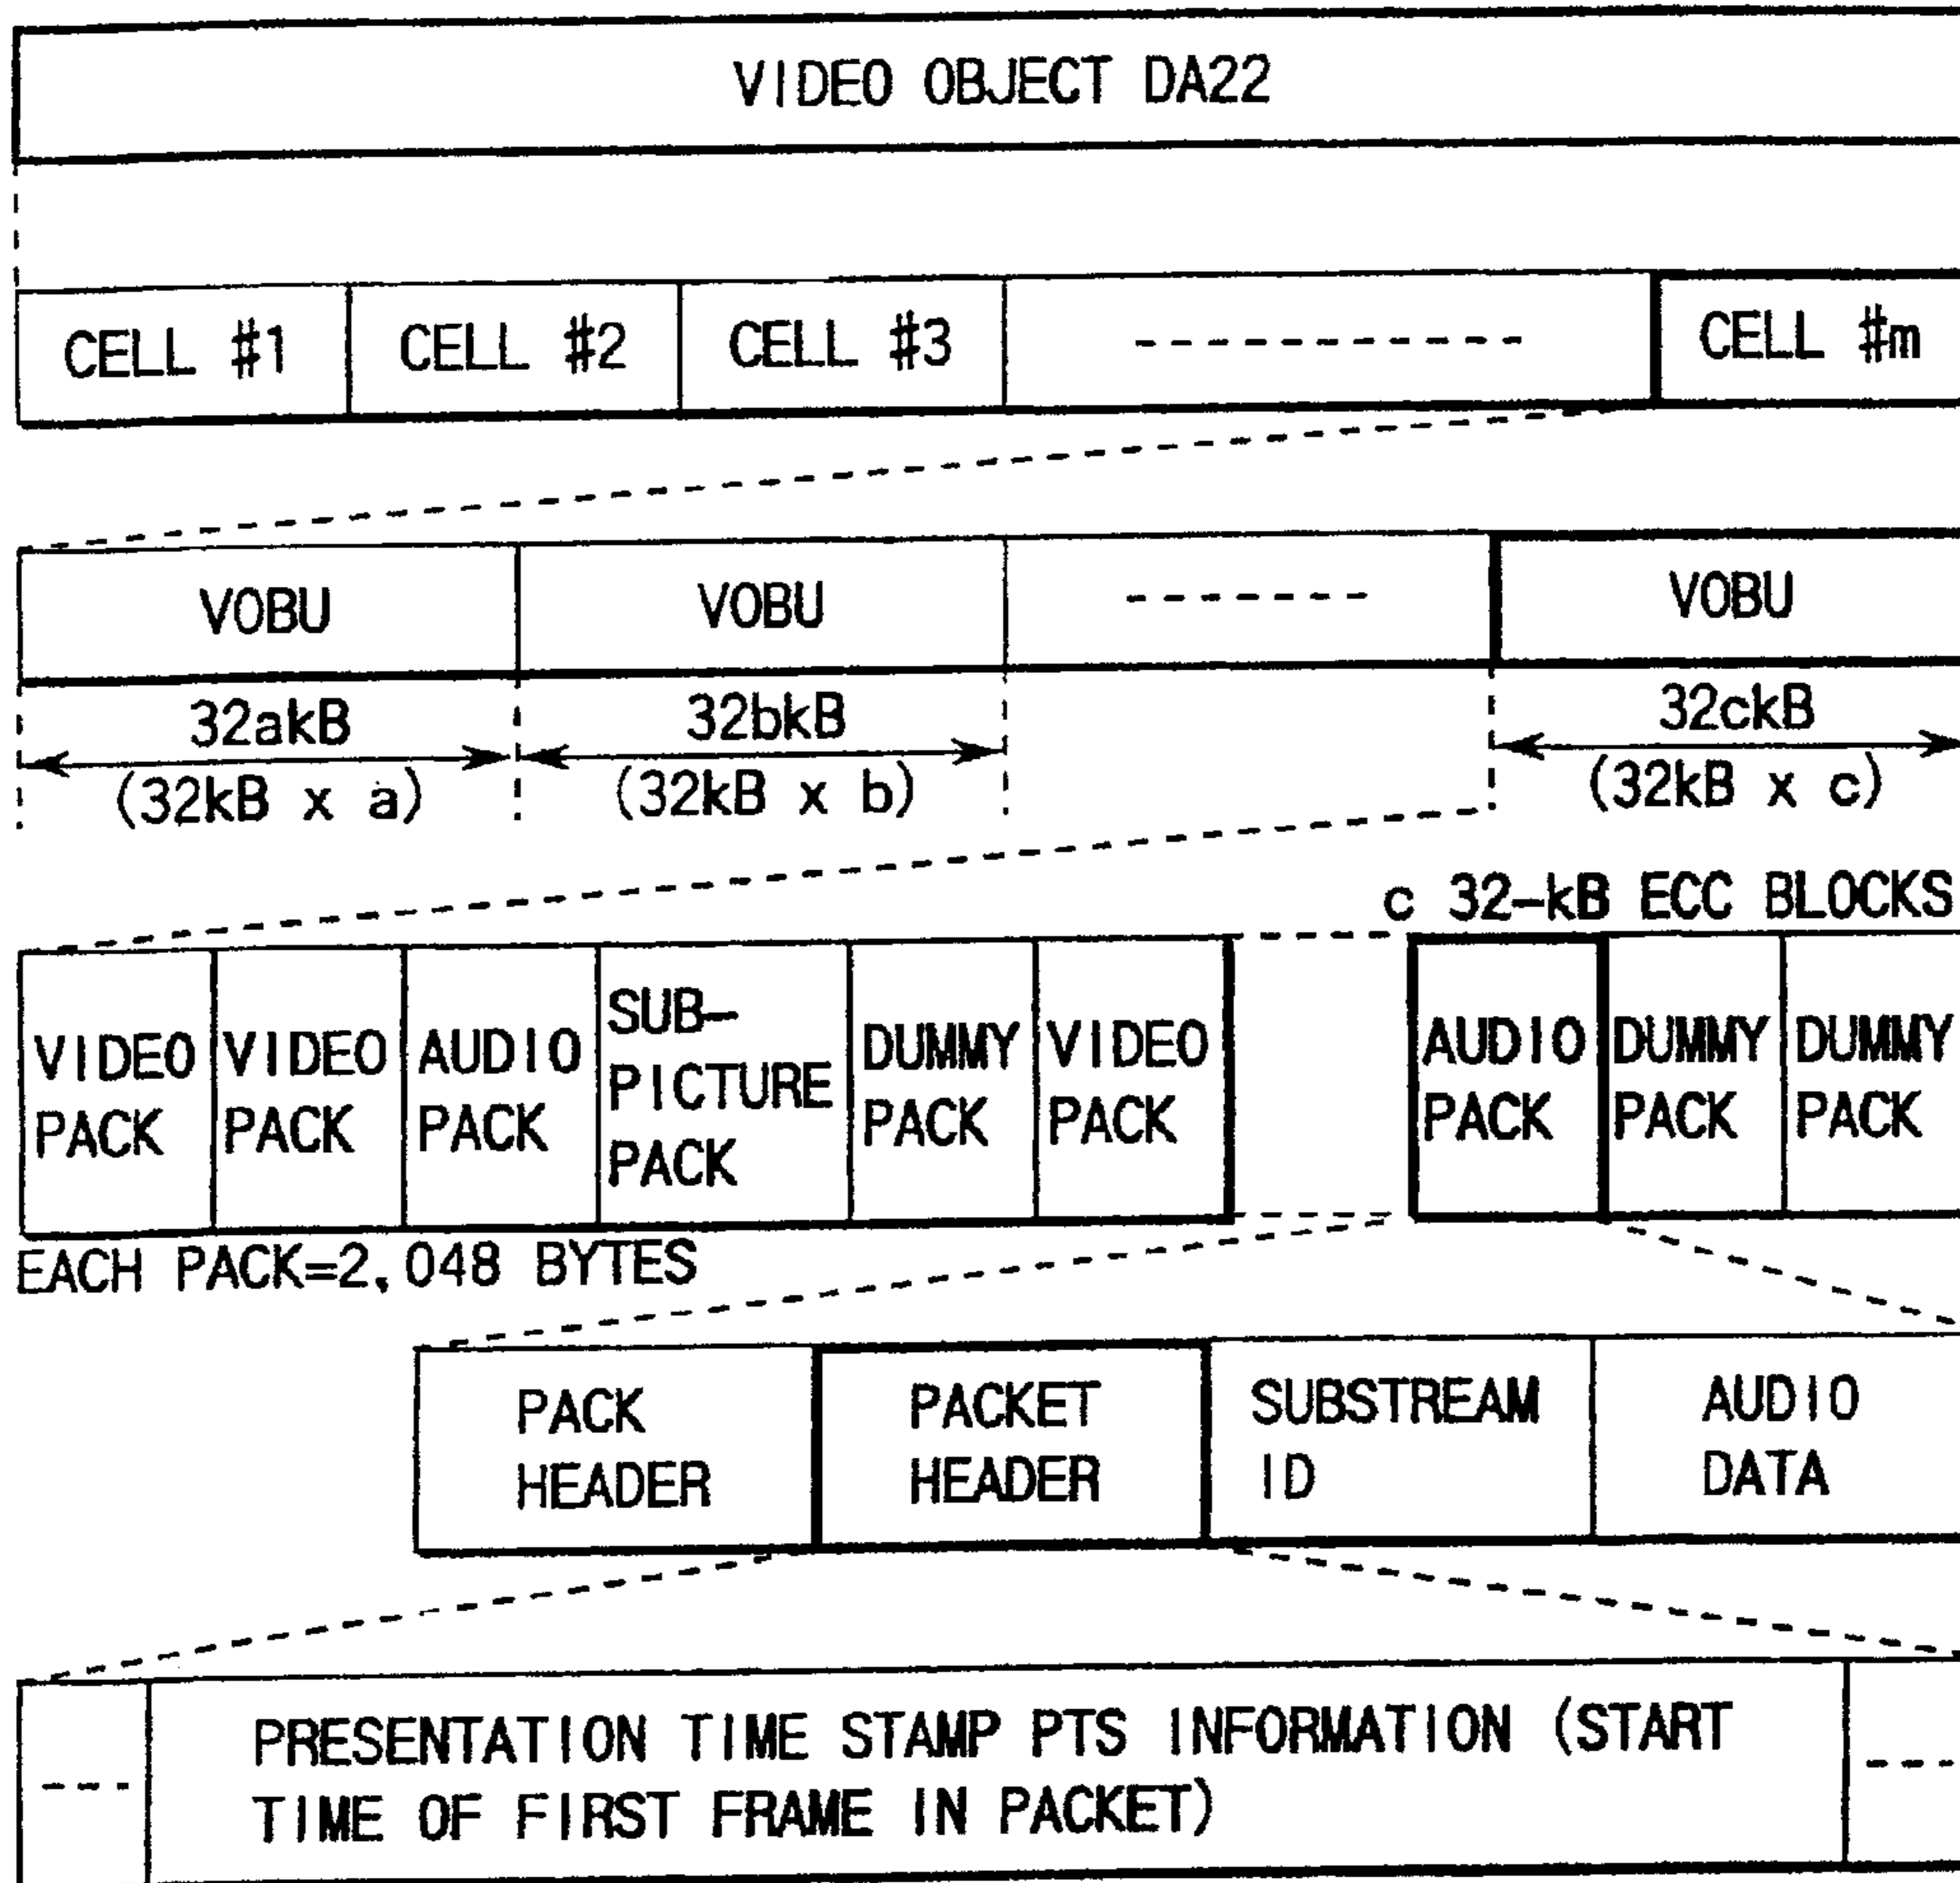 VIDEO OBJECT DA22
CELL #1 CELL #2 CELL #3 ------------ CELL #m
VOBU VOBU ------- VOBU
32akB 32bkB 32ckB
(32kB x a) (32kB x b) (32kB x c)
c 32-kB ECC BLOCKS
VIDEO PACK
VIDEO PACK
AUDIO PACK
SUB-
PICTURE
PACK
DUMMY PACK
VIDEO PACK
AUDIO PACK
DUMMY PACK
DUMMY PACK
EACH PACK=2,048 BYTES
PACK
HEADER
PACKET
HEADER
SUBSTREAM
ID
AUDIO
DATA
--- PRESENTATION TIME STAMP PTS INFORMATION (START
TIME OF FIRST FRAME IN PACKET) ---